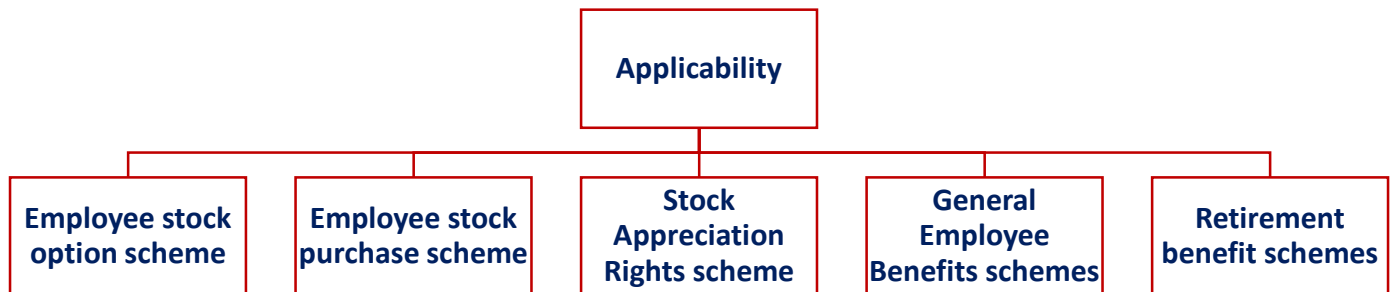 Applicability
Employee stock
option scheme
Employee stock
purchase scheme
Stock
Appreciation
Rights scheme
General
Employee
Benefits schemes
Retirement
benefit schemes